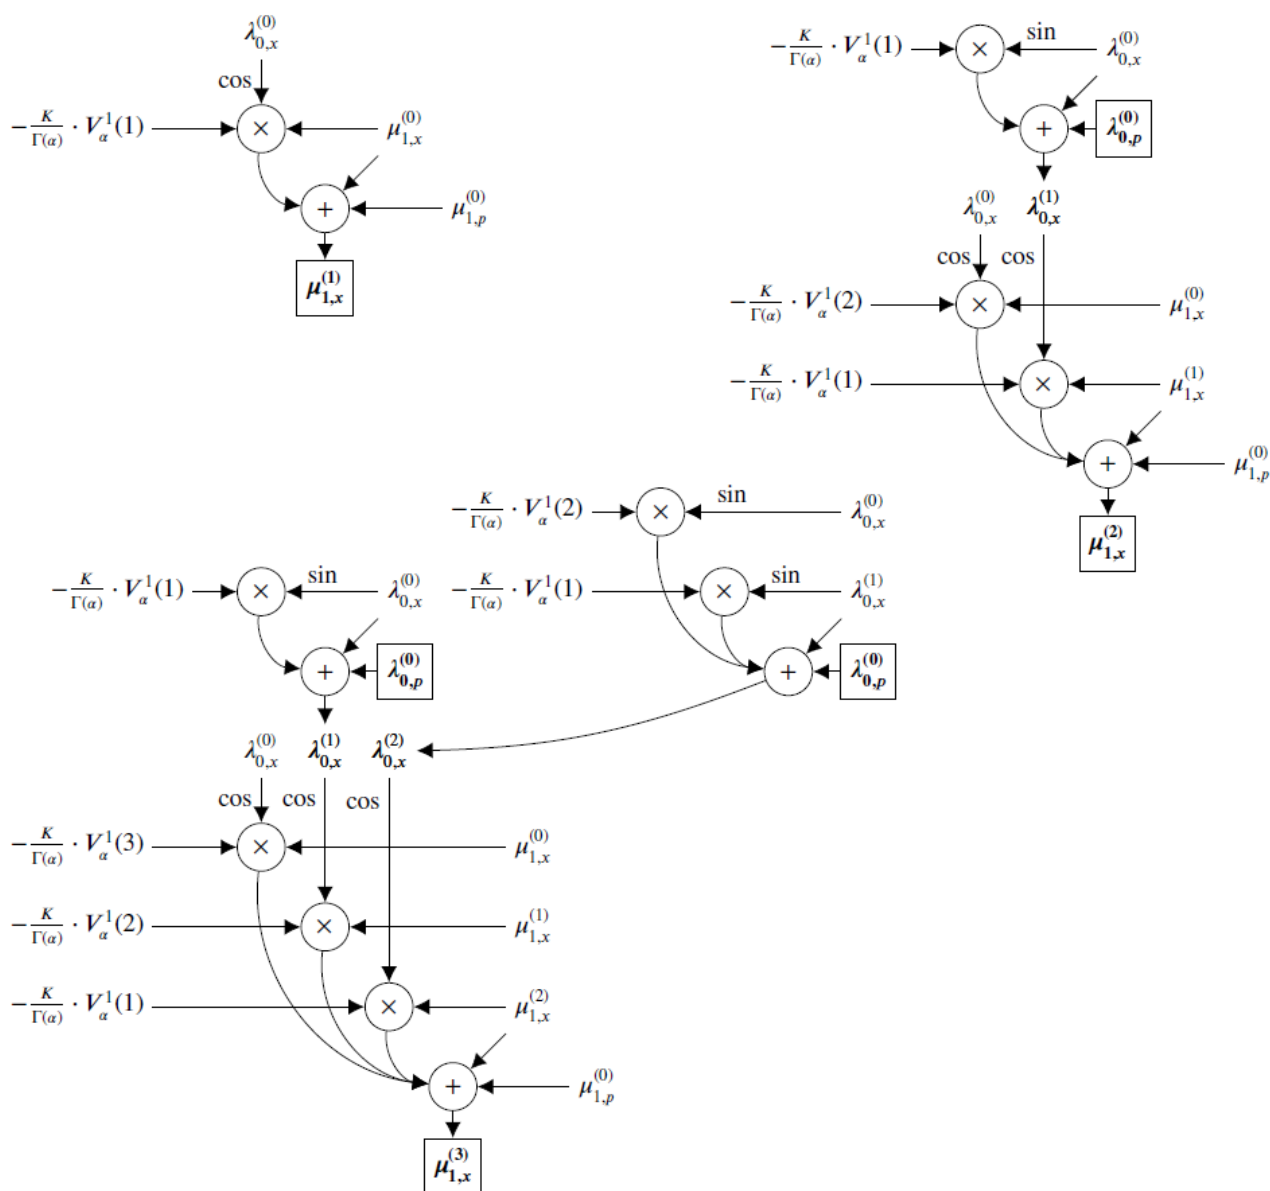 λ_{0,x}^{(0)}
cos
−K/Γ(α) · V_α^1(1) × μ_{1,x}^{(0)}
+ μ_{1,p}^{(0)}
μ_{1,x}^{(1)}
−K/Γ(α) · V_α^1(1) × sin λ_{0,x}^{(0)}
+ λ_{0,p}^{(0)}
λ_{0,x}^{(0)} λ_{0,x}^{(1)}
cos cos
−K/Γ(α) · V_α^1(2) × μ_{1,x}^{(0)}
−K/Γ(α) · V_α^1(1) × μ_{1,x}^{(1)}
+ μ_{1,p}^{(0)}
μ_{1,x}^{(2)}
−K/Γ(α) · V_α^1(2) × sin λ_{0,x}^{(0)}
−K/Γ(α) · V_α^1(1) × sin λ_{0,x}^{(1)}
+ λ_{0,p}^{(0)}
−K/Γ(α) · V_α^1(1) × sin λ_{0,x}^{(0)}
+ λ_{0,p}^{(0)}
λ_{0,x}^{(0)} λ_{0,x}^{(1)} λ_{0,x}^{(2)}
cos cos cos
−K/Γ(α) · V_α^1(3) × μ_{1,x}^{(0)}
−K/Γ(α) · V_α^1(2) × μ_{1,x}^{(1)}
−K/Γ(α) · V_α^1(1) × μ_{1,x}^{(2)}
+ μ_{1,p}^{(0)}
μ_{1,x}^{(3)}